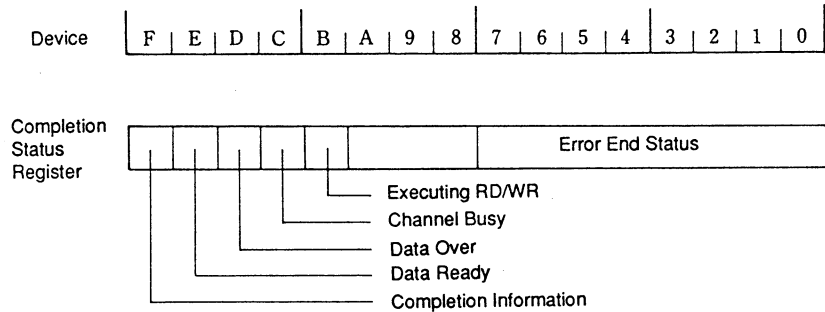 Device F E D C B A 9 8 7 6 5 4 3 2 1 0
Completion
Status
Register
Error End Status
Executing RD/WR
Channel Busy
Data Over
Data Ready
Completion Information